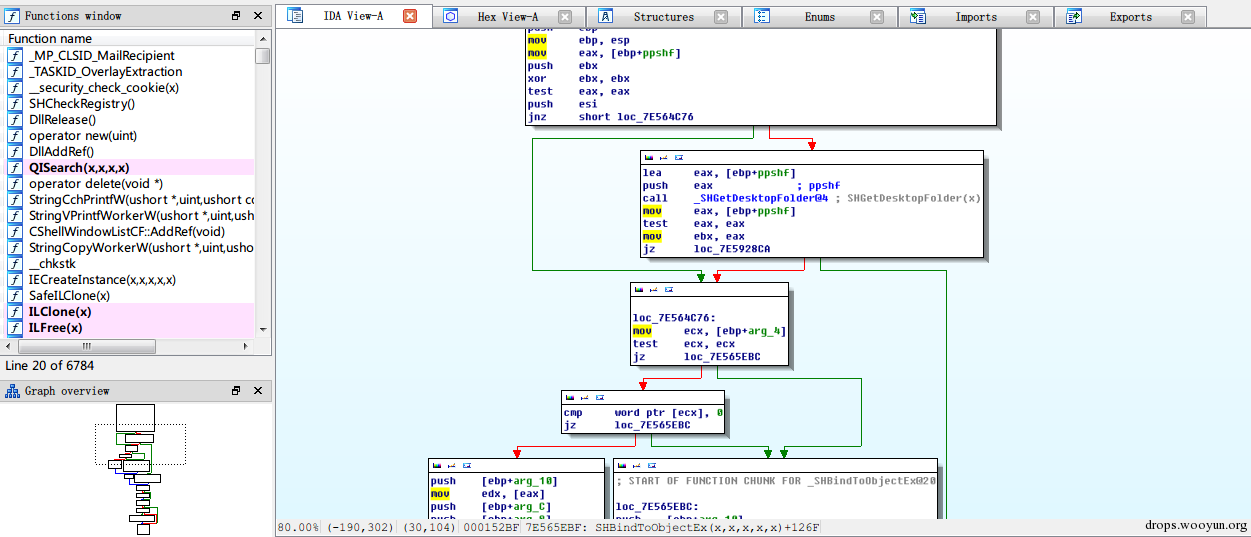 Functions window
IDA View-A
Hex View-A
Structures
Enums
Imports
Exports
Function name
_MP_CLSID_MailRecipient
_TASKID_OverlayExtraction
__security_check_cookie(x)
SHCheckRegistry()
DllRelease()
operator new(uint)
DllAddRef()
QISearch(x,x,x,x)
operator delete(void *)
StringCchPrintfW(ushort *,uint,ushort co
StringVPrintfWorkerW(ushort *,uint,ush
CShellWindowListCF::AddRef(void)
StringCopyWorkerW(ushort *,uint,usho
__chkstk
IECreateInstance(x,x,x,x,x)
SafeILClone(x)
ILClone(x)
ILFree(x)
Line 20 of 6784
Graph overview
push ebp
mov ebp, esp
mov eax, [ebp+ppshf]
push ebx
xor ebx, ebx
test eax, eax
push esi
jnz short loc_7E564C76
lea eax, [ebp+ppshf]
push eax ; ppshf
call _SHGetDesktopFolder@4 ; SHGetDesktopFolder(x)
mov eax, [ebp+ppshf]
test eax, eax
mov ebx, eax
jz loc_7E5928CA
loc_7E564C76:
mov ecx, [ebp+arg_4]
test ecx, ecx
jz loc_7E565EBC
cmp word ptr [ecx], 0
jz loc_7E565EBC
push [ebp+arg_10]
mov edx, [eax]
push [ebp+arg_C]
; START OF FUNCTION CHUNK FOR _SHBindToObjectEx@20
loc_7E565EBC:
80.00% (-190,302) (30,104) 000152BF 7E565EBF: SHBindToObjectEx(x,x,x,x,x)+126F
drops.wooyun.org